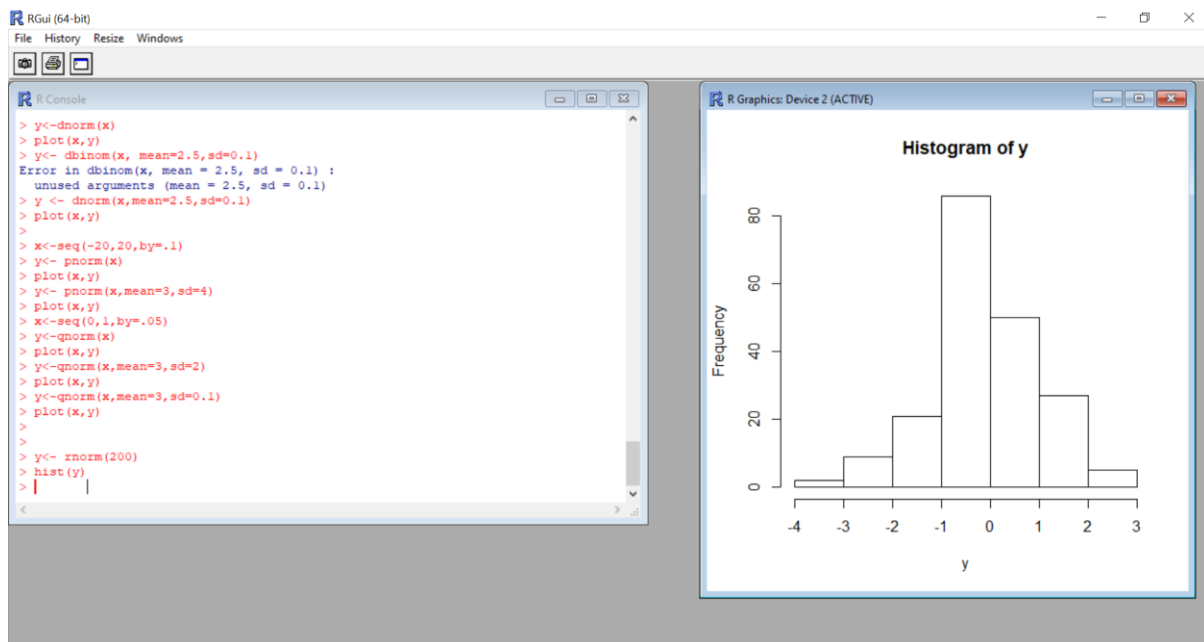 RGui (64-bit)
File History Resize Windows
R Console
> y<-dnorm(x)
> plot(x,y)
> y<- dbinom(x, mean=2.5,sd=0.1)
Error in dbinom(x, mean = 2.5, sd = 0.1) :
  unused arguments (mean = 2.5, sd = 0.1)
> y <- dnorm(x,mean=2.5,sd=0.1)
> plot(x,y)
>
> x<-seq(-20,20,by=.1)
> y<- pnorm(x)
> plot(x,y)
> y<- pnorm(x,mean=3,sd=4)
> plot(x,y)
> x<-seq(0,1,by=.05)
> y<-qnorm(x)
> plot(x,y)
> y<-qnorm(x,mean=3,sd=2)
> plot(x,y)
> y<-qnorm(x,mean=3,sd=0.1)
> plot(x,y)
>
>
> y<- rnorm(200)
> hist(y)
>
R Graphics: Device 2 (ACTIVE)
Histogram of y
Frequency
80
60
40
20
0
-4 -3 -2 -1 0 1 2 3
y